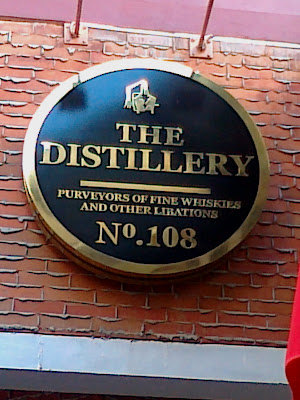 THE
DISTILLERY
PURVEYORS OF FINE WHISKIES
AND OTHER LIBATIONS
Nº.108